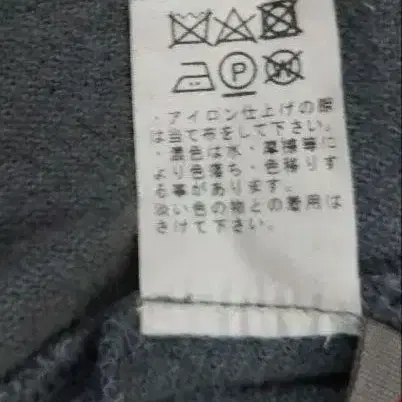 P W
・アイロン仕上げの際
は当て布をして下さい。
・濃色は水・摩擦等に
より色落ち・色移りす
る事があります。
淡い色の物との着用は
さけて下さい。